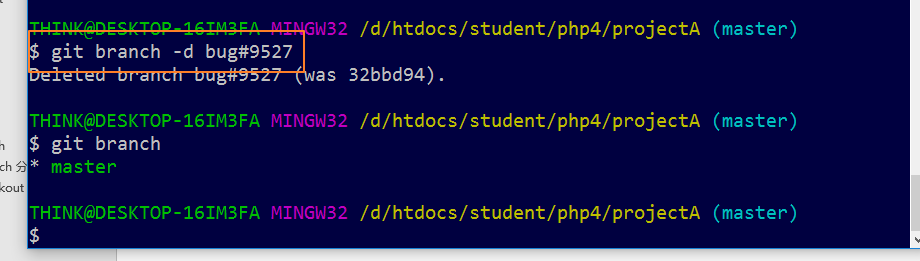 THINK@DESKTOP-16IM3FA MINGW32 /d/htdocs/student/php4/projectA (master)
$ git branch -d bug#9527
Deleted branch bug#9527 (was 32bbd94).
THINK@DESKTOP-16IM3FA MINGW32 /d/htdocs/student/php4/projectA (master)
$ git branch
* master
THINK@DESKTOP-16IM3FA MINGW32 /d/htdocs/student/php4/projectA (master)
$
h
ch 分
kout